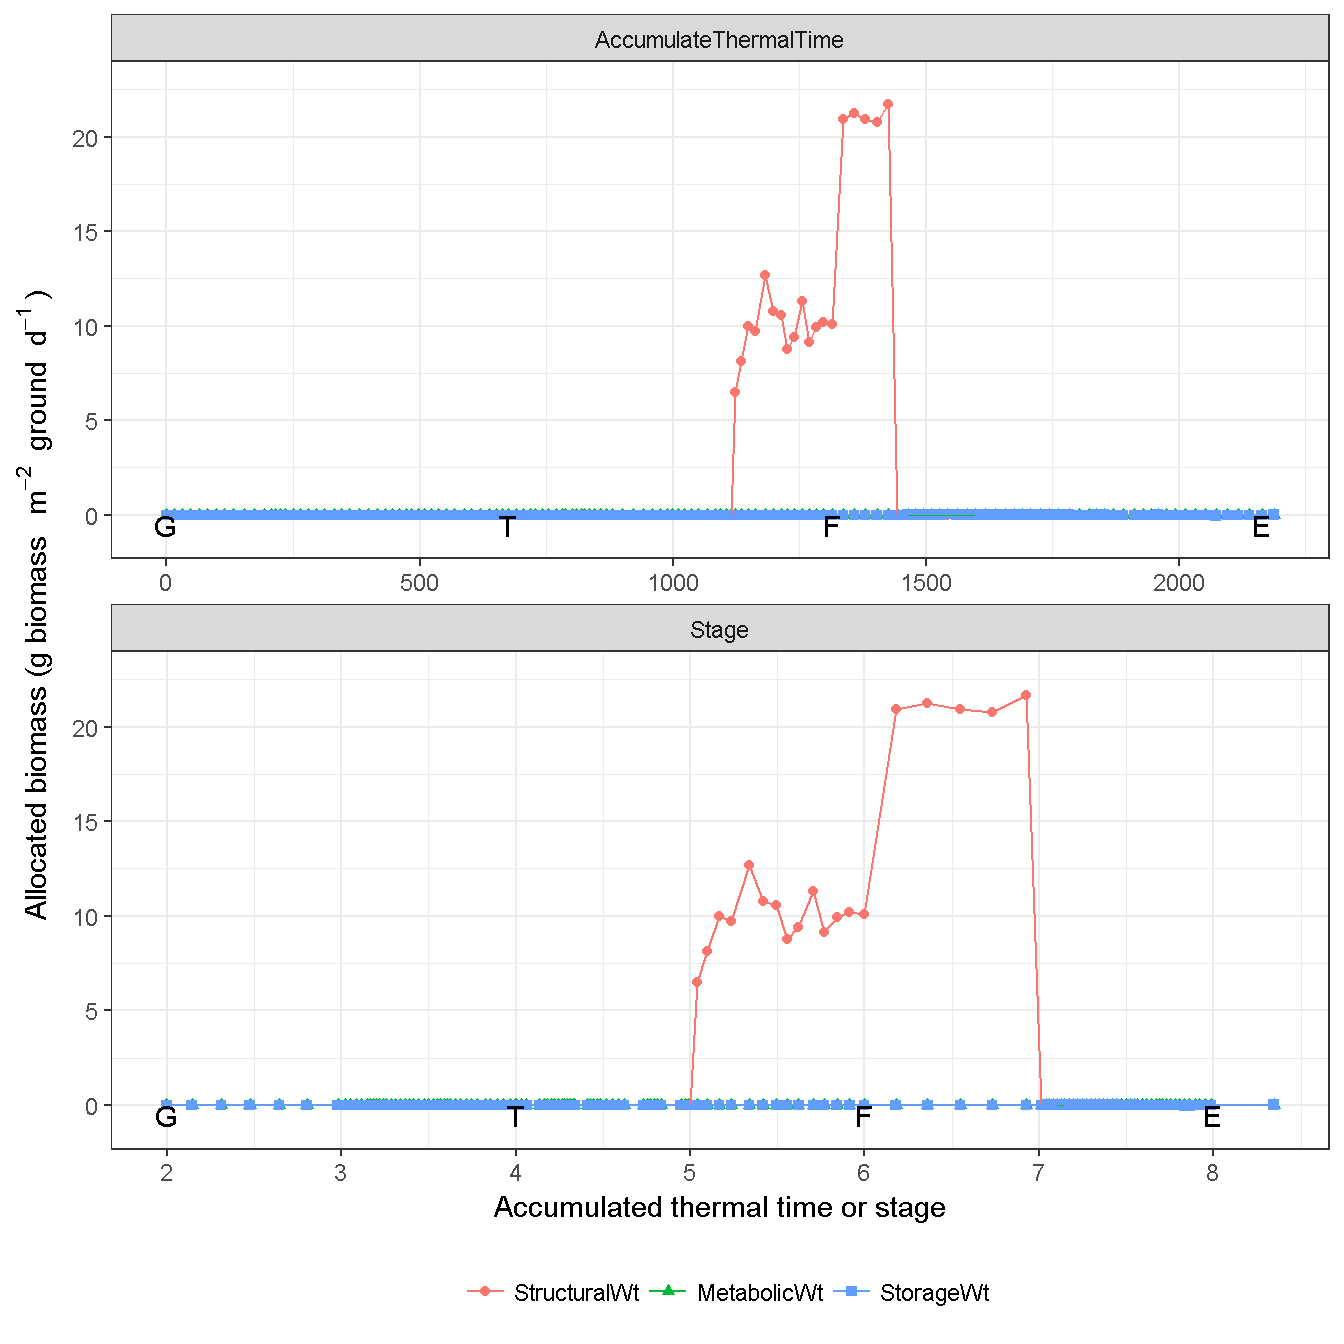 AccumulateThermalTime
20
15
10
5
0
G T F E
0 500 1000 1500 2000
Stage
20
15
10
5
0
G T F E
2 3 4 5 6 7 8
Allocated biomass (g biomass m⁻² ground d⁻¹)
Accumulated thermal time or stage
StructuralWt MetabolicWt StorageWt